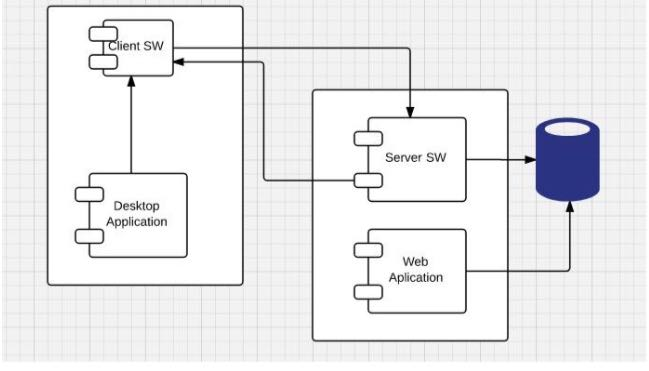 Client SW
Server SW
Desktop
Application
Web
Aplication